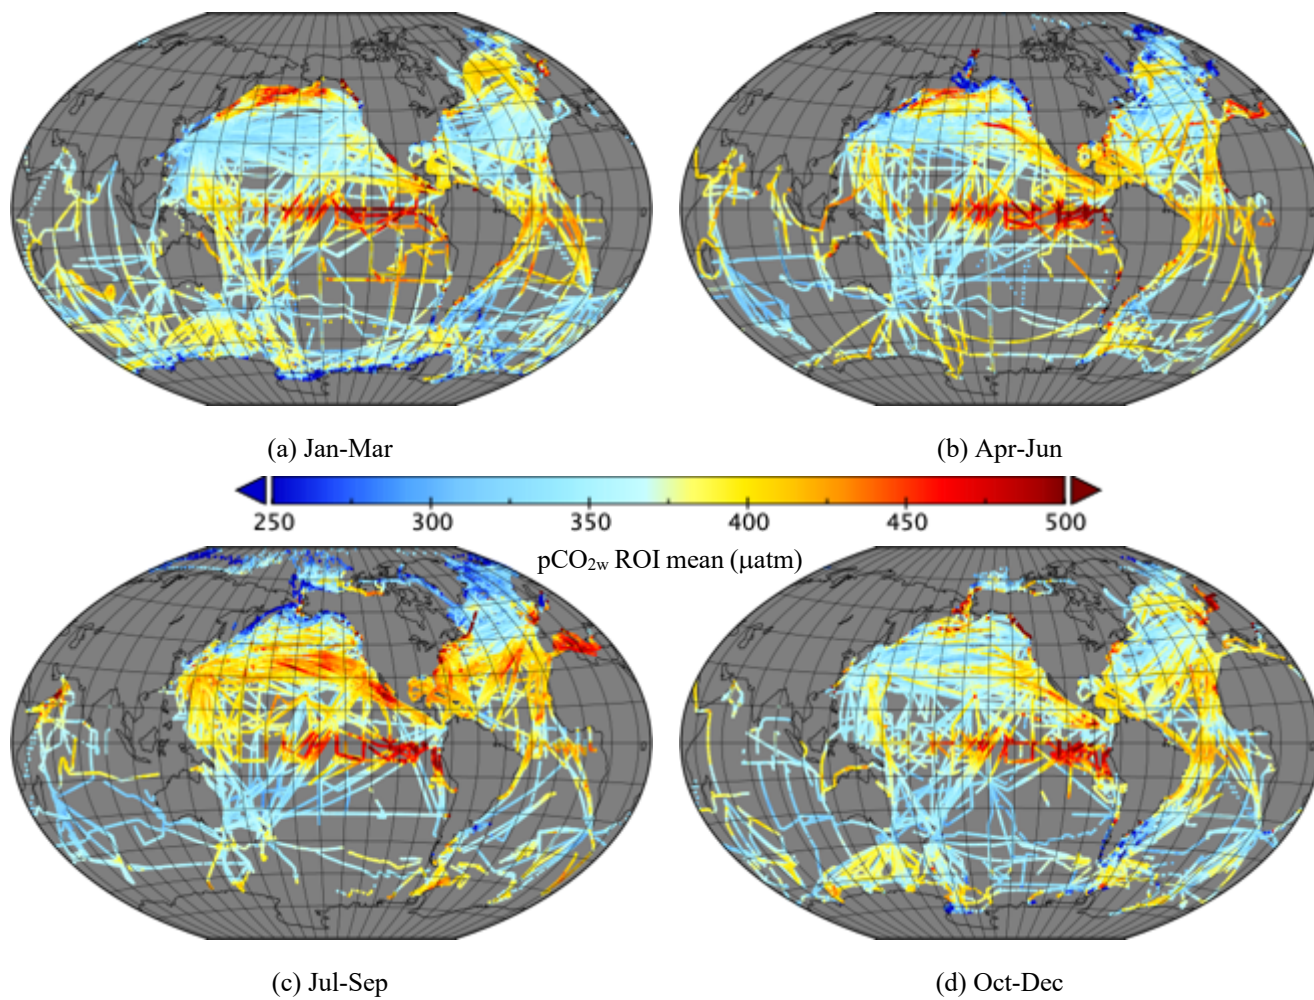 (a) Jan-Mar
(b) Apr-Jun
250 300 350 400 450 500
pCO₂w ROI mean (µatm)
(c) Jul-Sep
(d) Oct-Dec